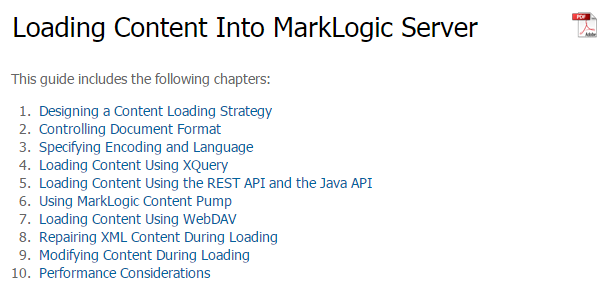 Loading Content Into MarkLogic Server
PDF
Adobe
This guide includes the following chapters:
1. Designing a Content Loading Strategy
2. Controlling Document Format
3. Specifying Encoding and Language
4. Loading Content Using XQuery
5. Loading Content Using the REST API and the Java API
6. Using MarkLogic Content Pump
7. Loading Content Using WebDAV
8. Repairing XML Content During Loading
9. Modifying Content During Loading
10. Performance Considerations